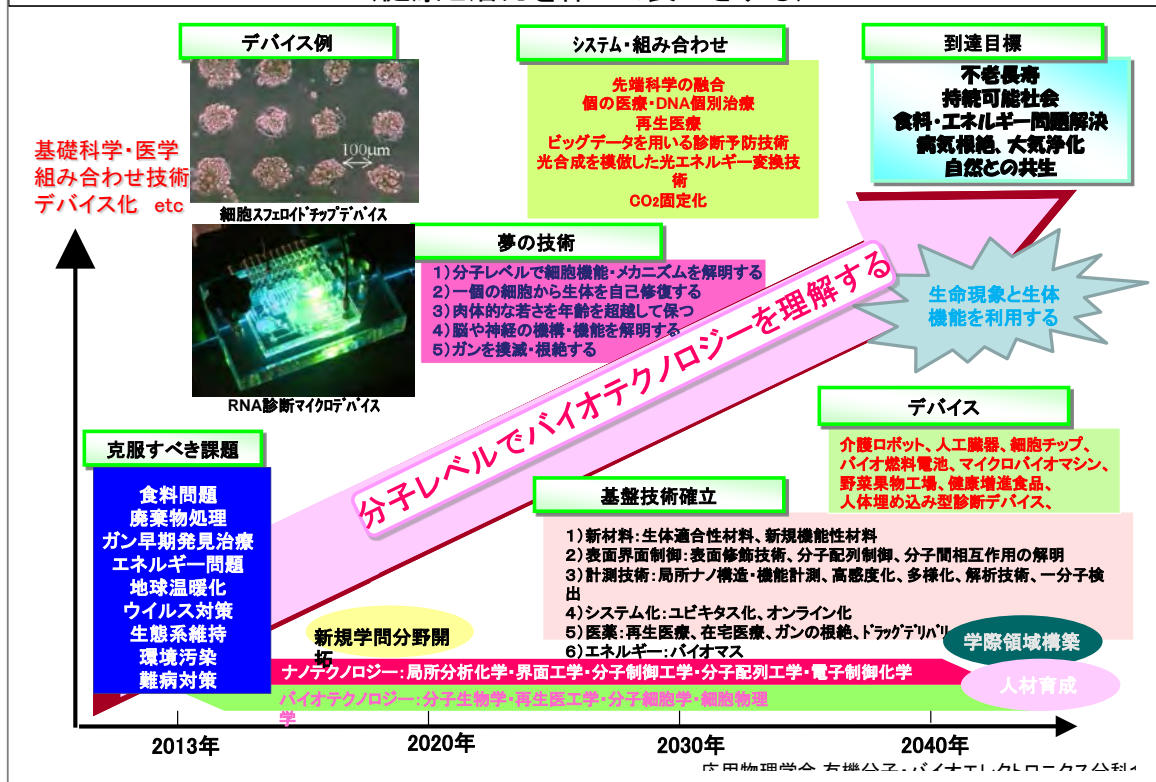 デバイス例
システム・組み合わせ
到達目標
先端科学の融合
個の医療・DNA個別治療
再生医療
ビッグデータを用いる診断予防技術
光合成を模倣した光エネルギー変換技
術
CO₂固定化
不老長寿
持続可能社会
食料・エネルギー問題解決
病気根絶、大気浄化
自然との共生
基礎科学・医学
組み合わせ技術
デバイス化 etc
100μm
細胞スフェロイドチップデバイス
夢の技術
1)分子レベルで細胞機能・メカニズムを解明する
2)一個の細胞から生体を自己修復する
3)肉体的な若さを年齢を超越して保つ
4)脳や神経の機構・機能を解明する
5)ガンを撲滅・根絶する
RNA診断マイクロデバイス
分子レベルでバイオテクノロジーを理解する
生命現象と生体
機能を利用する
デバイス
介護ロボット、人工臓器、細胞チップ、
バイオ燃料電池、マイクロバイオマシン、
野菜果物工場、健康増進食品、
人体埋め込み型診断デバイス、
克服すべき課題
食料問題
廃棄物処理
ガン早期発見治療
エネルギー問題
地球温暖化
ウイルス対策
生態系維持
環境汚染
難病対策
基盤技術確立
1)新材料:生体適合性材料、新規機能性材料
2)表面界面制御:表面修飾技術、分子配列制御、分子間相互作用の解明
3)計測技術:局所ナノ構造・機能計測、高感度化、多様化、解析技術、一分子検
出
4)システム化:ユビキタス化、オンライン化
5)医薬:再生医療、在宅医療、ガンの根絶、ドラッグデリバリ
6)エネルギー:バイオマス
新規学問分野開
拓
学際領域構築
人材育成
ナノテクノロジー:局所分析化学・界面工学・分子制御工学・分子配列工学・電子制御化学
バイオテクノロジー:分子生物学・再生医工学・分子細胞学・細胞物理
学
2013年
2020年
2030年
2040年
応用物理学会 有機分子・バイオエレクトロニクス分科